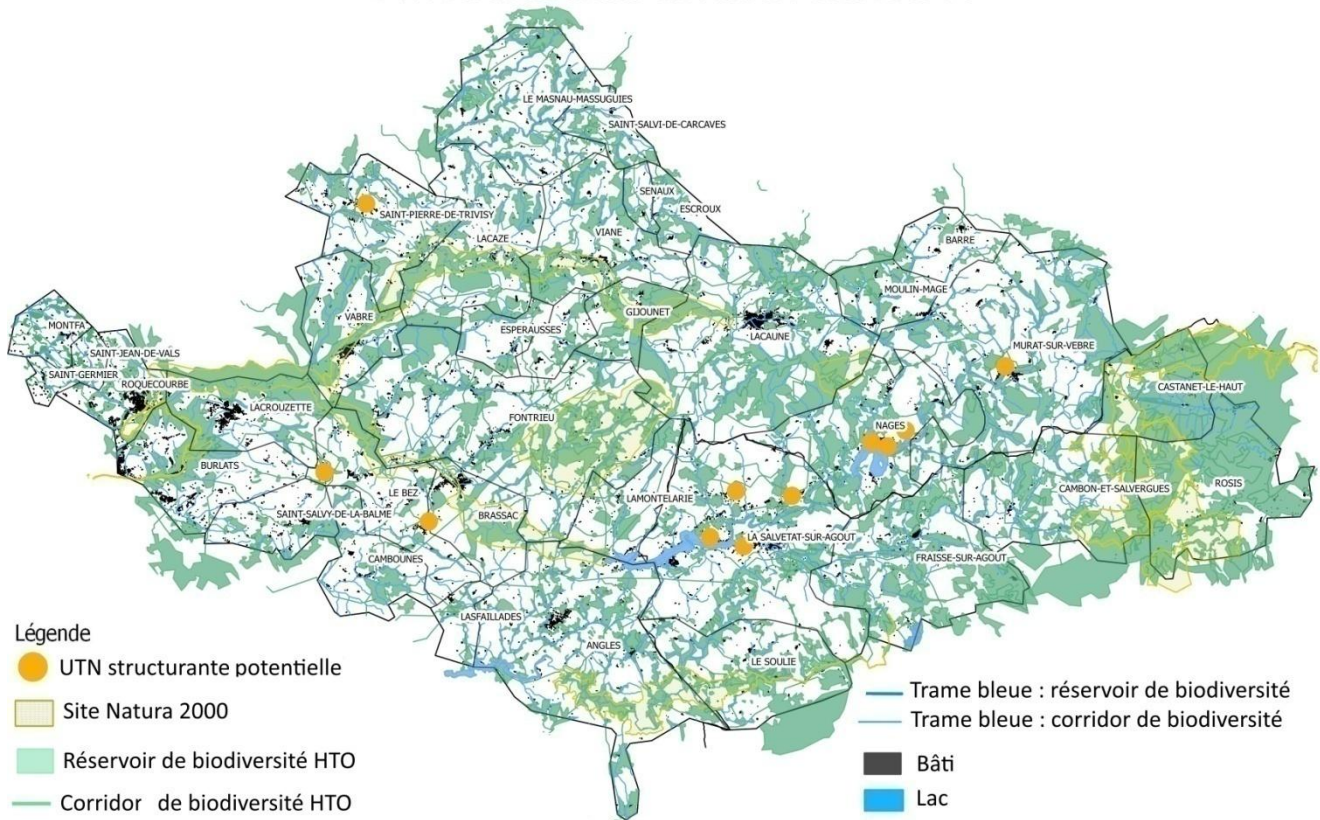 LE MASNAU-MASSUGUIES
SAINT-SALVI-DE-CARCAVES
SENAUX
ESCROUX
SAINT-PIERRE-DE-TRIVISY
LACAZE
VIANE
BARRE
MOULIN-MAGE
VABRE
GIJOUNET
ESPERAUSSES
LACAUNE
MONTFA
MURAT-SUR-VEBRE
SAINT-JEAN-DE-VALS
SAINT-GERMIER
ROQUECOURBE
CASTANET-LE-HAUT
LACROUZETTE
FONTRIEU
NAGES
BURLATS
LE BEZ
LAMONTELARIE
CAMBON-ET-SALVERGUES
ROSIS
SAINT-SALVY-DE-LA-BALME
BRASSAC
LA SALVETAT-SUR-AGOUT
CAMBOUNES
FRAISSE-SUR-AGOUT
LASFAILLADES
ANGLES
LE SOULIE
Légende
UTN structurante potentielle
Site Natura 2000
Réservoir de biodiversité HTO
Corridor de biodiversité HTO
Trame bleue : réservoir de biodiversité
Trame bleue : corridor de biodiversité
Bâti
Lac